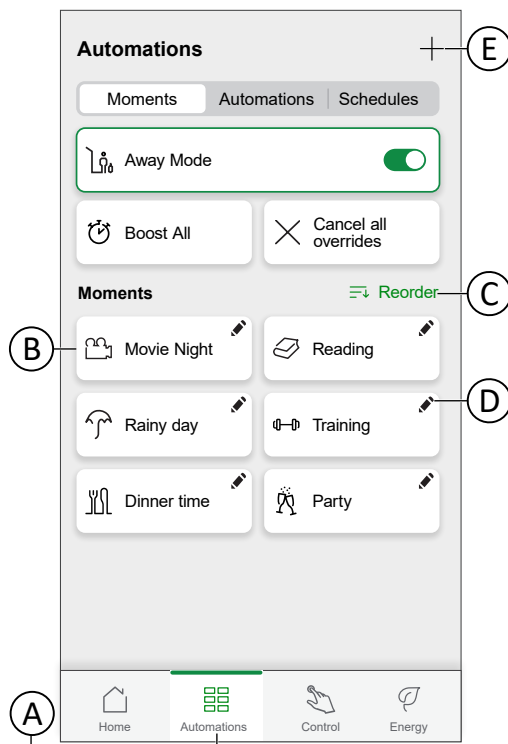 Automations
E
Moments Automations Schedules
Away Mode
Boost All
Cancel all
overrides
Moments
Reorder
C
B
Movie Night
Reading
Rainy day
Training
D
Dinner time
Party
A
Home
Automations
Control
Energy